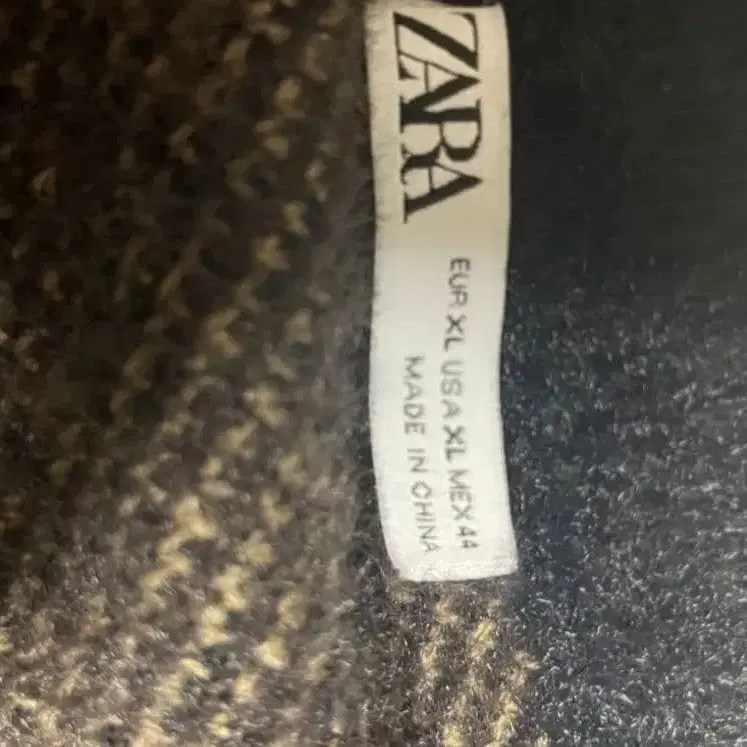 ZARA
EUR XL USA XL MEX 44
MADE IN CHINA